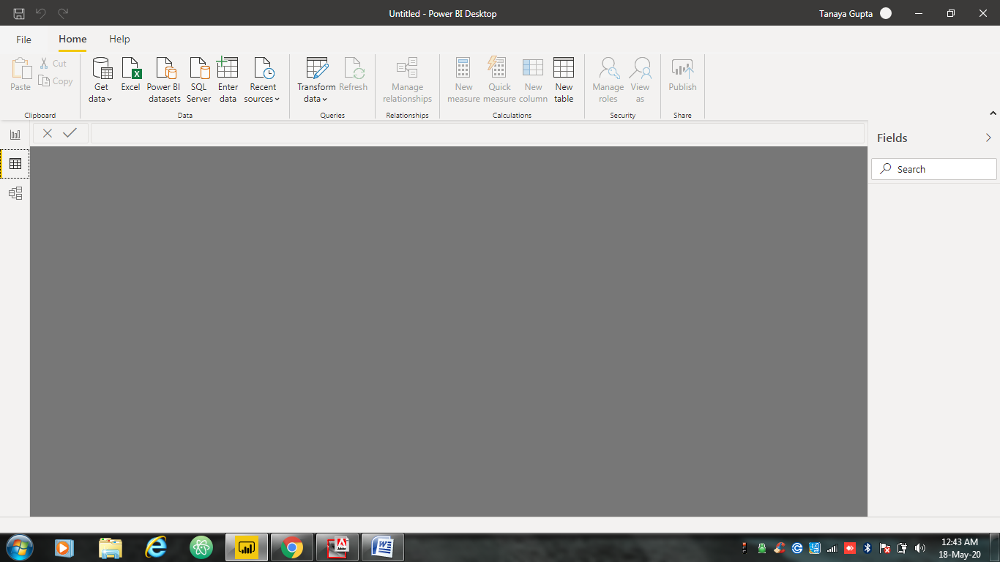 Untitled - Power BI Desktop
Tanaya Gupta
File
Home
Help
Paste
Cut
Copy
Clipboard
Get data
Excel
Power BI datasets
SQL Server
Enter data
Recent sources
Data
Transform data
Refresh
Queries
Manage relationships
Relationships
New measure
Quick measure
New column
New table
Calculations
Manage roles
View as
Security
Publish
Share
Fields
Search
Adobe
12:43 AM
18-May-20